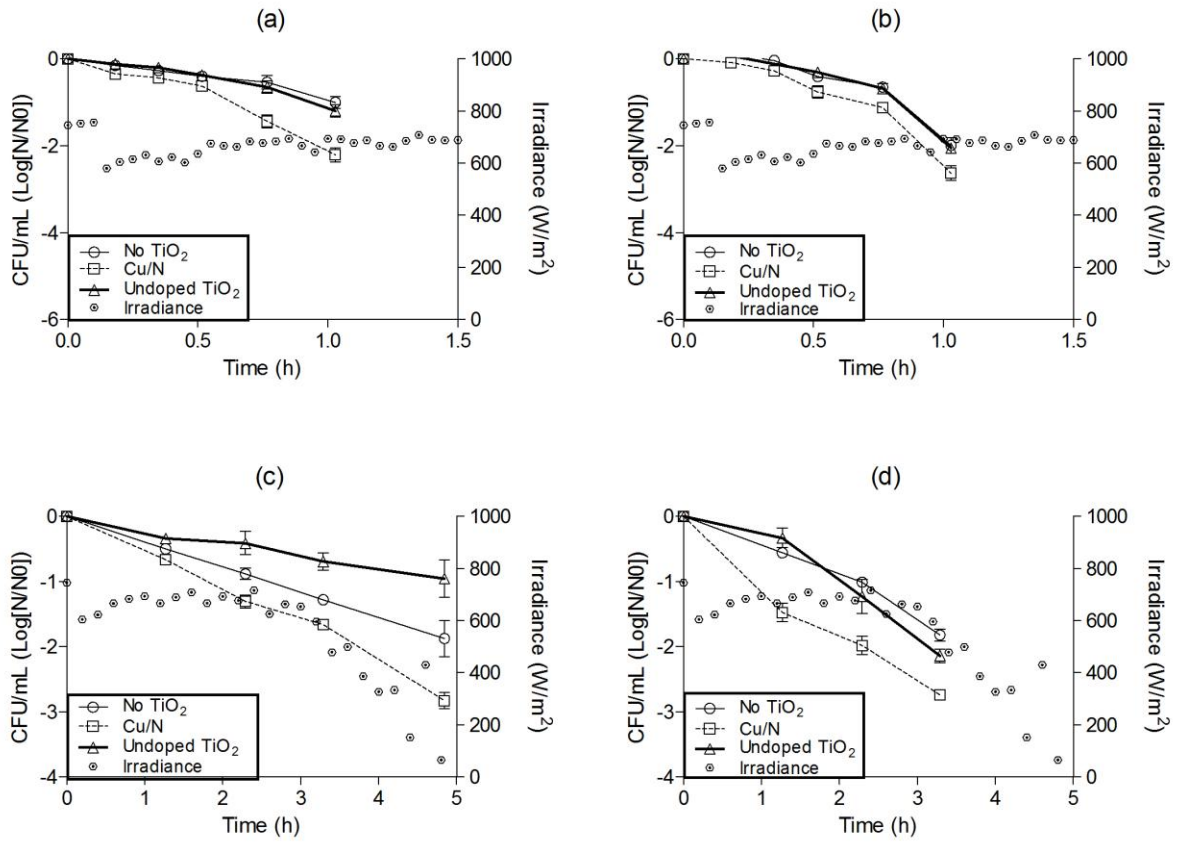 (a)
CFU/mL (Log[N/N0])
0
-2
-4
-6
1000
800
600
400
200
0
Irradiance (W/m²)
No TiO₂
Cu/N
Undoped TiO₂
Irradiance
0.0 0.5 1.0 1.5
Time (h)
(b)
CFU/mL (Log[N/N0])
0
-2
-4
-6
1000
800
600
400
200
0
Irradiance (W/m²)
No TiO₂
Cu/N
Undoped TiO₂
Irradiance
0.0 0.5 1.0 1.5
Time (h)
(c)
CFU/mL (Log[N/N0])
0
-1
-2
-3
-4
1000
800
600
400
200
0
Irradiance (W/m²)
No TiO₂
Cu/N
Undoped TiO₂
Irradiance
0 1 2 3 4 5
Time (h)
(d)
CFU/mL (Log[N/N0])
0
-1
-2
-3
-4
1000
800
600
400
200
0
Irradiance (W/m²)
No TiO₂
Cu/N
Undoped TiO₂
Irradiance
0 1 2 3 4 5
Time (h)